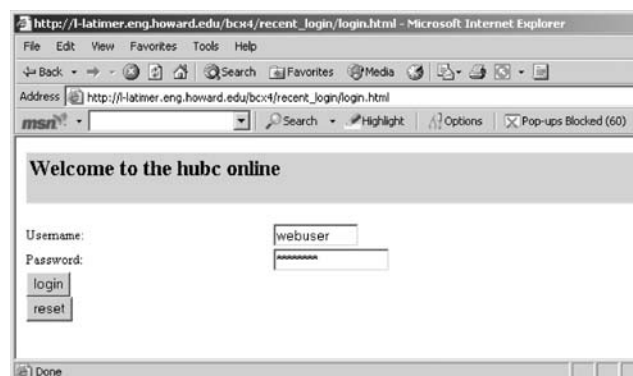 http://l-latimer.eng.howard.edu/bcx4/recent_login/login.html - Microsoft Internet Explorer
File Edit View Favorites Tools Help
Back Search Favorites Media
Address http://l-latimer.eng.howard.edu/bcx4/recent_login/login.html
msn Search Highlight Options Pop-ups Blocked (60)
Welcome to the hubc online
Username: webuser
Password: ********
login
reset
Done